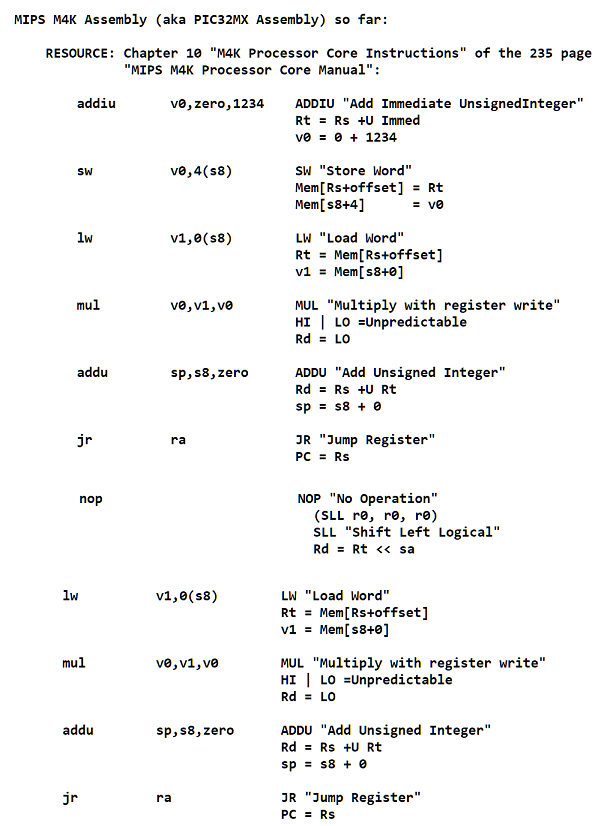 MIPS M4K Assembly (aka PIC32MX Assembly) so far:
RESOURCE: Chapter 10 "M4K Processor Core Instructions" of the 235 page
"MIPS M4K Processor Core Manual":
addiu v0,zero,1234 ADDIU "Add Immediate UnsignedInteger"
Rt = Rs +U Immed
v0 = 0 + 1234
sw v0,4(s8) SW "Store Word"
Mem[Rs+offset] = Rt
Mem[s8+4] = v0
lw v1,0(s8) LW "Load Word"
Rt = Mem[Rs+offset]
v1 = Mem[s8+0]
mul v0,v1,v0 MUL "Multiply with register write"
HI | LO =Unpredictable
Rd = LO
addu sp,s8,zero ADDU "Add Unsigned Integer"
Rd = Rs +U Rt
sp = s8 + 0
jr ra JR "Jump Register"
PC = Rs
nop NOP "No Operation"
(SLL r0, r0, r0)
SLL "Shift Left Logical"
Rd = Rt << sa
lw v1,0(s8) LW "Load Word"
Rt = Mem[Rs+offset]
v1 = Mem[s8+0]
mul v0,v1,v0 MUL "Multiply with register write"
HI | LO =Unpredictable
Rd = LO
addu sp,s8,zero ADDU "Add Unsigned Integer"
Rd = Rs +U Rt
sp = s8 + 0
jr ra JR "Jump Register"
PC = Rs